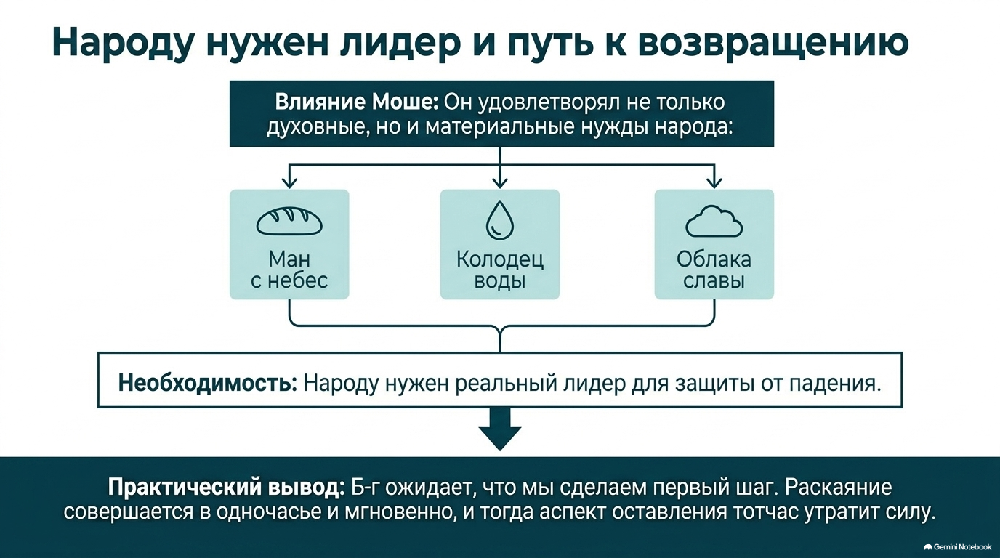 Народу нужен лидер и путь к возвращению
Влияние Моше: Он удовлетворял не только
духовные, но и материальные нужды народа:
Ман
с небес
Колодец
воды
Облака
славы
Необходимость: Народу нужен реальный лидер для защиты от падения.
Практический вывод: Б-г ожидает, что мы сделаем первый шаг. Раскаяние
совершается в одночасье и мгновенно, и тогда аспект оставления тотчас утратит силу.
Gemini Notebook